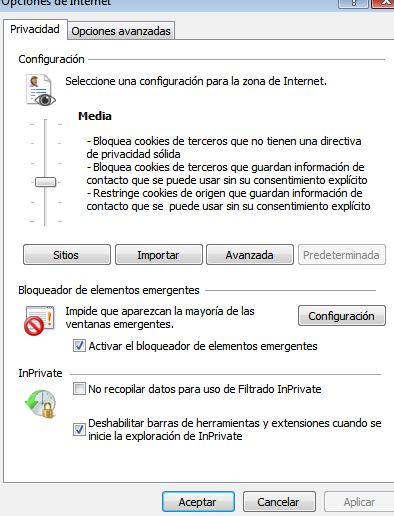 Opciones de Internet
Privacidad
Opciones avanzadas
Configuración
Seleccione una configuración para la zona de Internet.
Media
- Bloquea cookies de terceros que no tienen una directiva
de privacidad sólida
- Bloquea cookies de terceros que guardan información de
contacto que se puede usar sin su consentimiento explícito
- Restringe cookies de origen que guardan información de
contacto que se puede usar sin su consentimiento explícito
Sitios
Importar
Avanzada
Predeterminada
Bloqueador de elementos emergentes
Impide que aparezcan la mayoría de las
ventanas emergentes.
Configuración
Activar el bloqueador de elementos emergentes
InPrivate
No recopilar datos para uso de Filtrado InPrivate
Deshabilitar barras de herramientas y extensiones cuando se
inicie la exploración de InPrivate
Aceptar
Cancelar
Aplicar